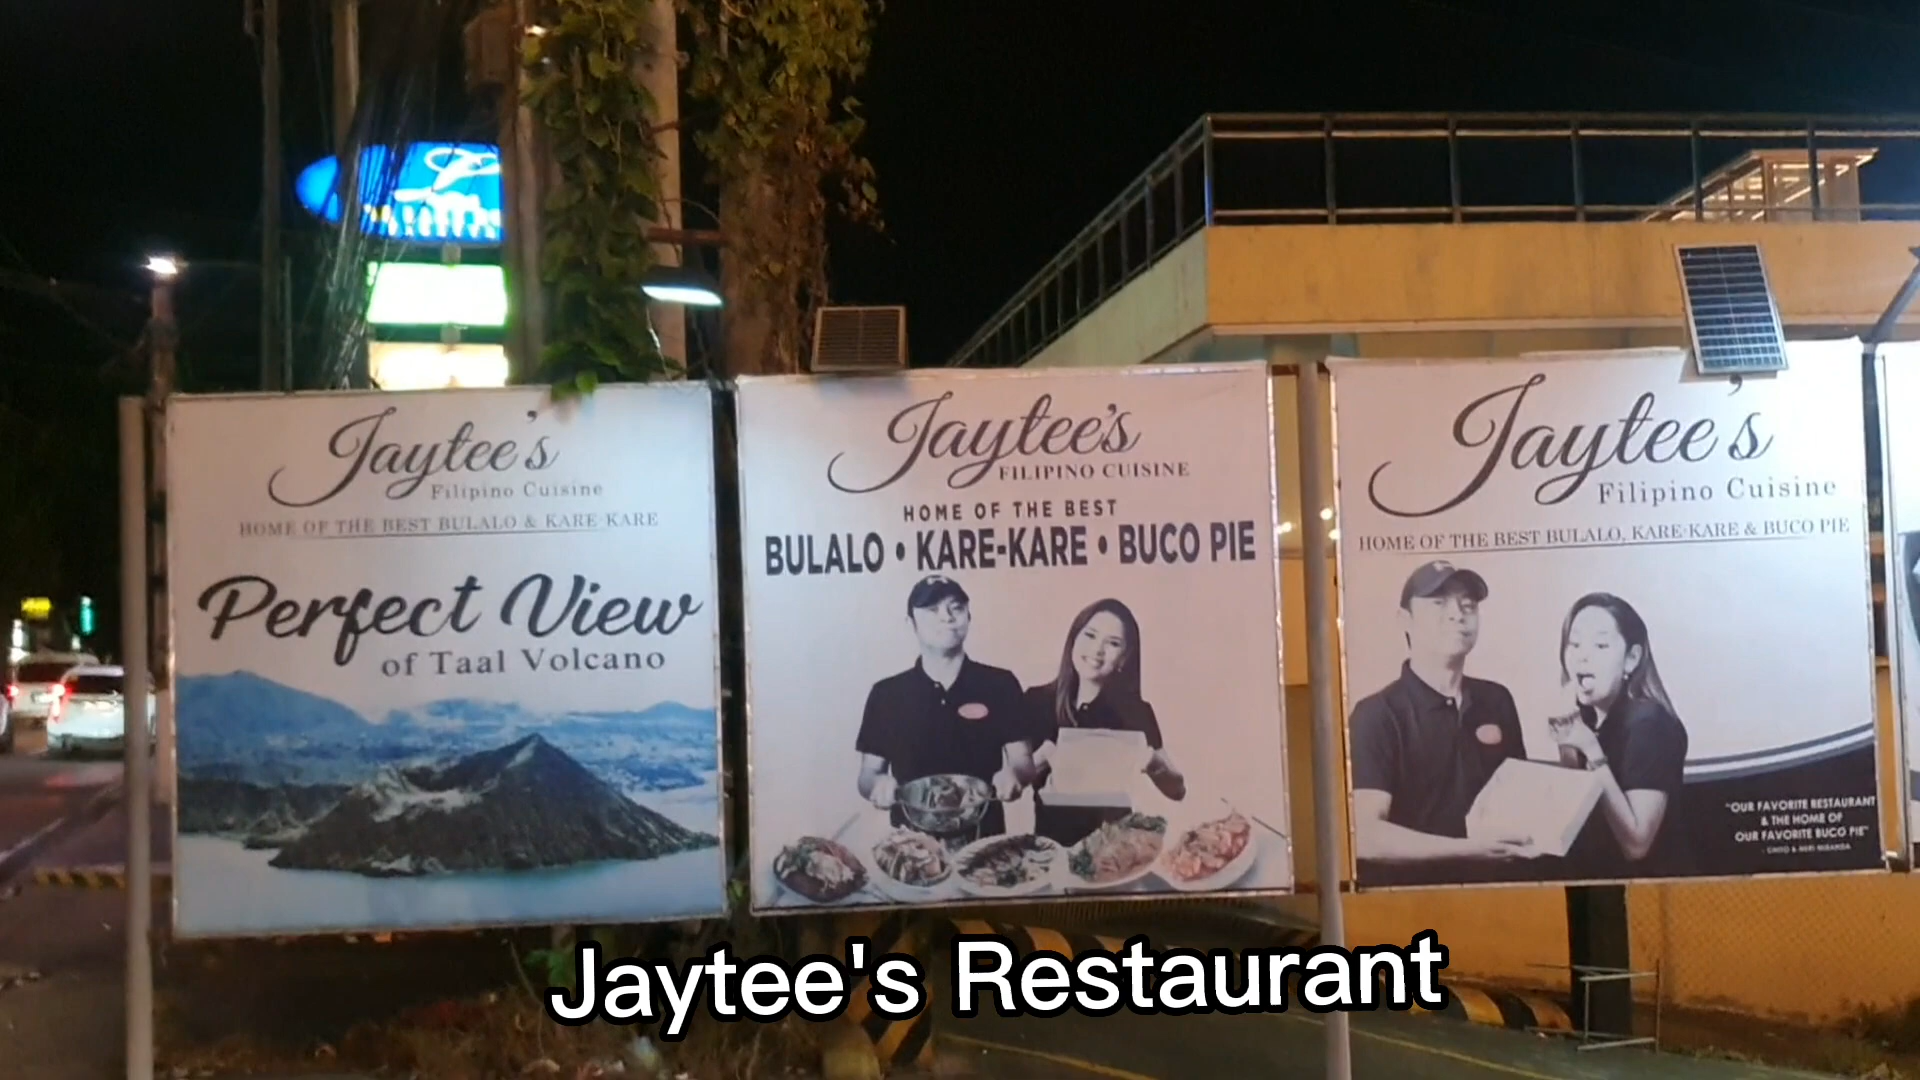 Jaytee's
Filipino Cuisine
HOME OF THE BEST BULALO & KARE-KARE
Perfect View
of Taal Volcano
Jaytee's
FILIPINO CUISINE
HOME OF THE BEST
BULALO • KARE-KARE • BUCO PIE
Jaytee's
Filipino Cuisine
HOME OF THE BEST BULALO, KARE-KARE & BUCO PIE
"OUR FAVORITE RESTAURANT
& THE HOME OF
OUR FAVORITE BUCO PIE"
Jaytee's Restaurant